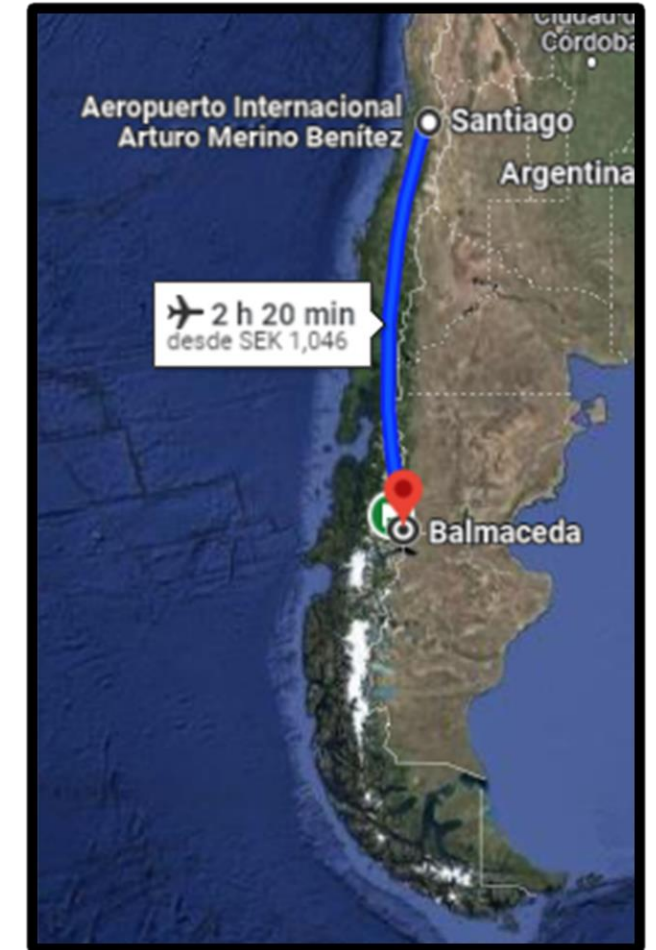 Ciudad d
Córdoba
Aeropuerto Internacional
Arturo Merino Benítez
Santiago
Argentina
2 h 20 min
desde SEK 1,046
Balmaceda